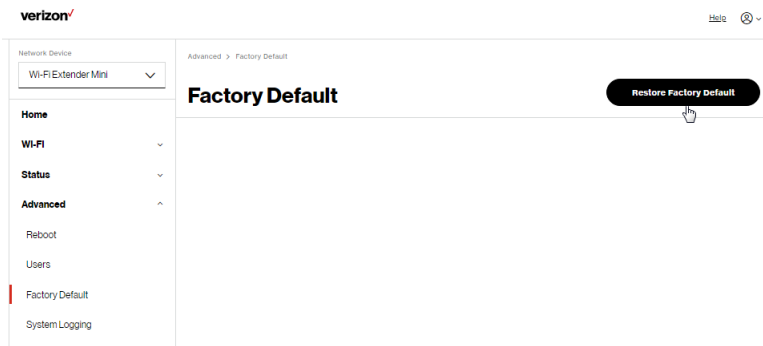 verizon
Help
Network Device
Wi-Fi Extender Mini
Home
Wi-Fi
Status
Advanced
Reboot
Users
Factory Default
System Logging
Advanced > Factory Default
Factory Default
Restore Factory Default